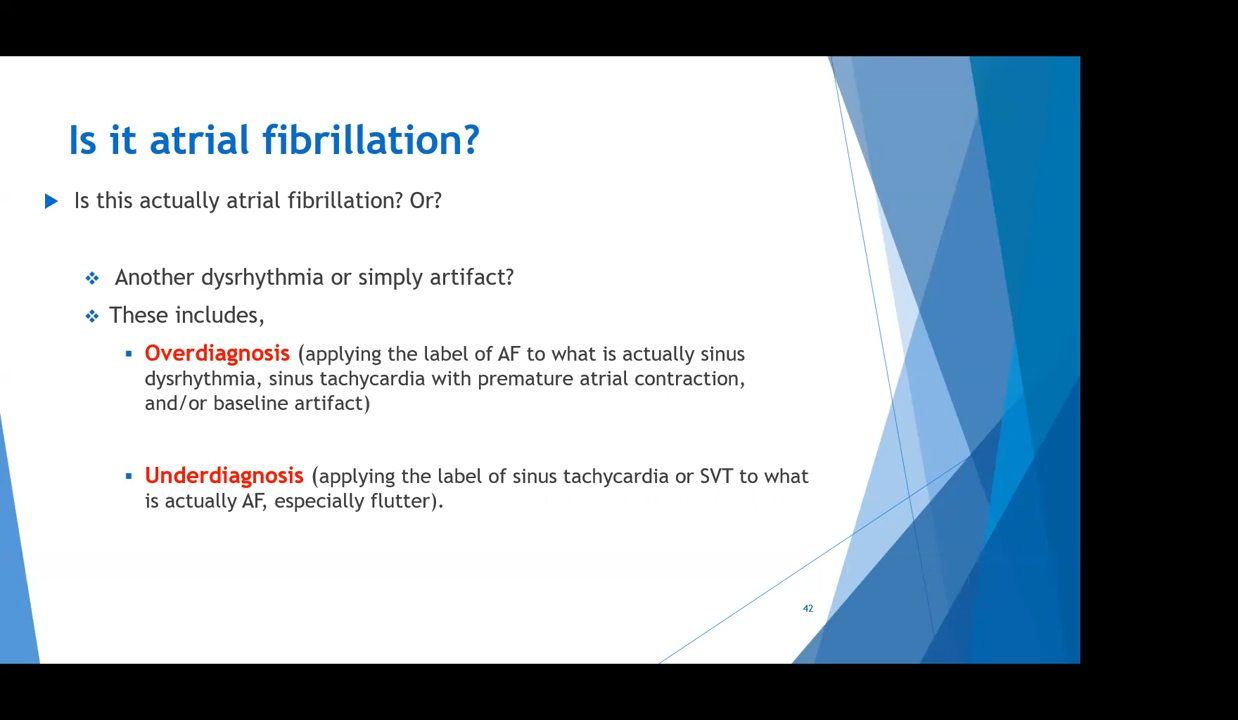 Is it atrial fibrillation?
Is this actually atrial fibrillation? Or?
Another dysrhythmia or simply artifact?
These includes,
Overdiagnosis (applying the label of AF to what is actually sinus
dysrhythmia, sinus tachycardia with premature atrial contraction,
and/or baseline artifact)
Underdiagnosis (applying the label of sinus tachycardia or SVT to what
is actually AF, especially flutter).
42